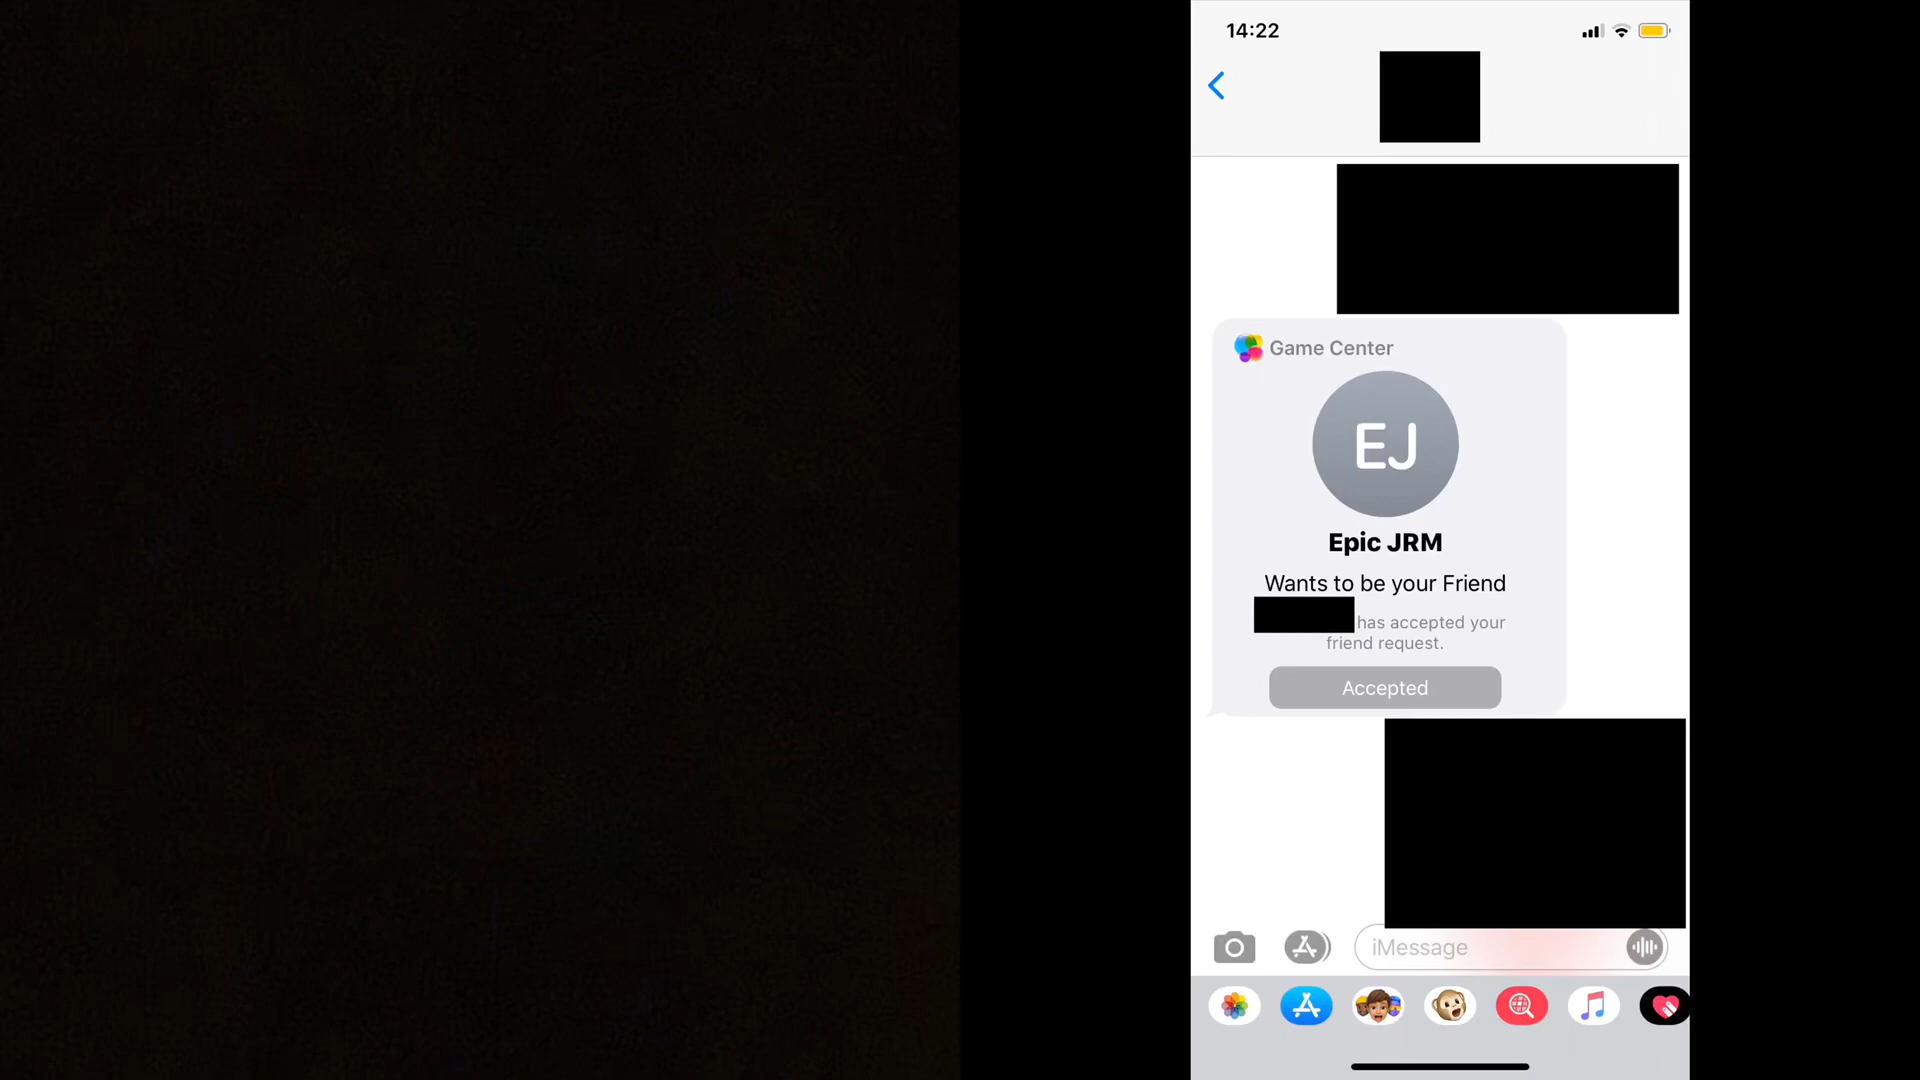 14:22
Game Center
EJ
Epic JRM
Wants to be your Friend
has accepted your
friend request.
Accepted
iMessage